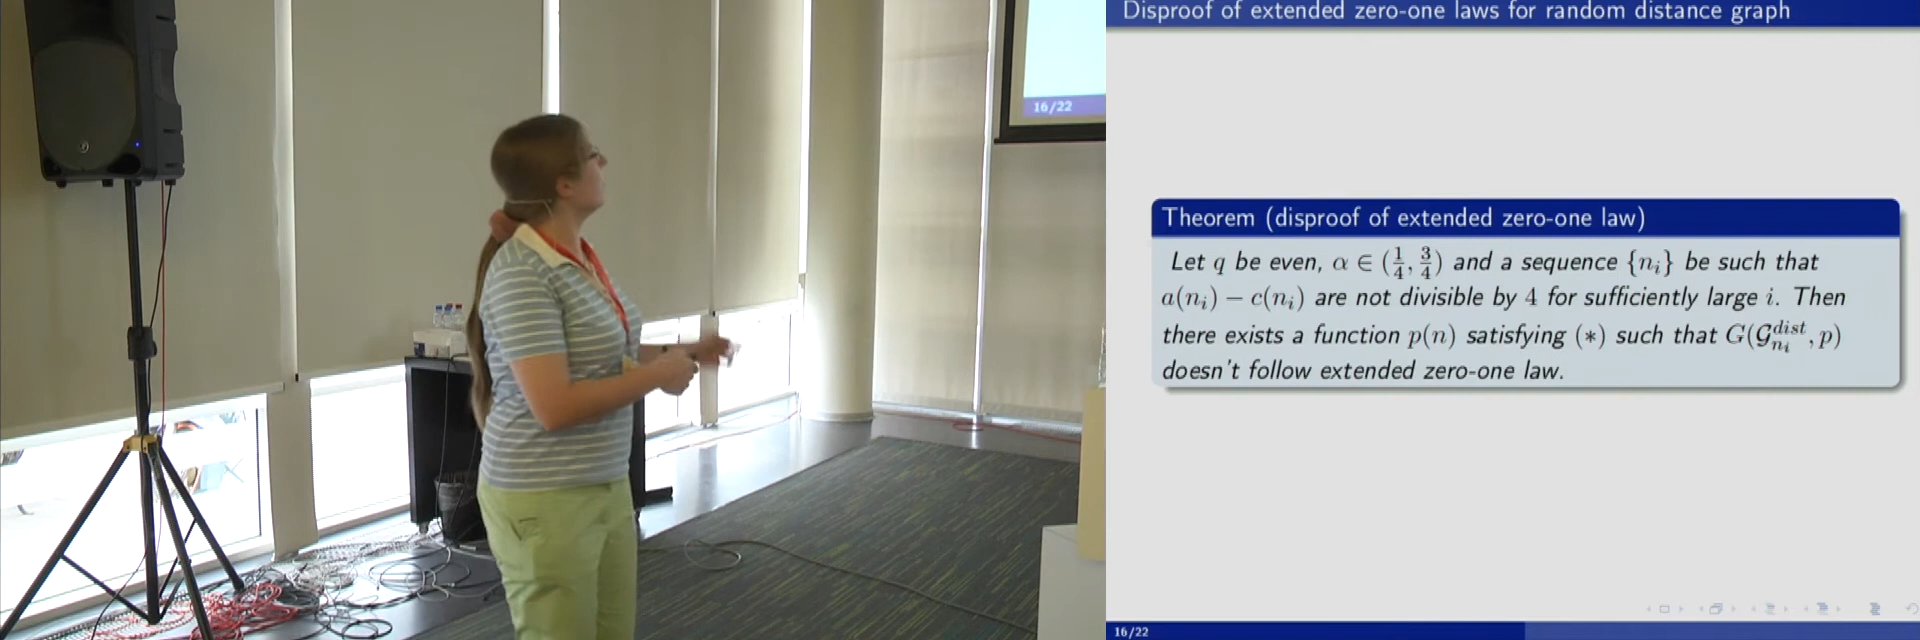 16/22
Disproof of extended zero-one laws for random distance graph
Theorem (disproof of extended zero-one law)
Let q be even, α ∈ (1/4, 3/4) and a sequence {n_i} be such that
a(n_i) − c(n_i) are not divisible by 4 for sufficiently large i. Then
there exists a function p(n) satisfying (∗) such that G(𝒢^{dist}_{n_i}, p)
doesn't follow extended zero-one law.
16/22